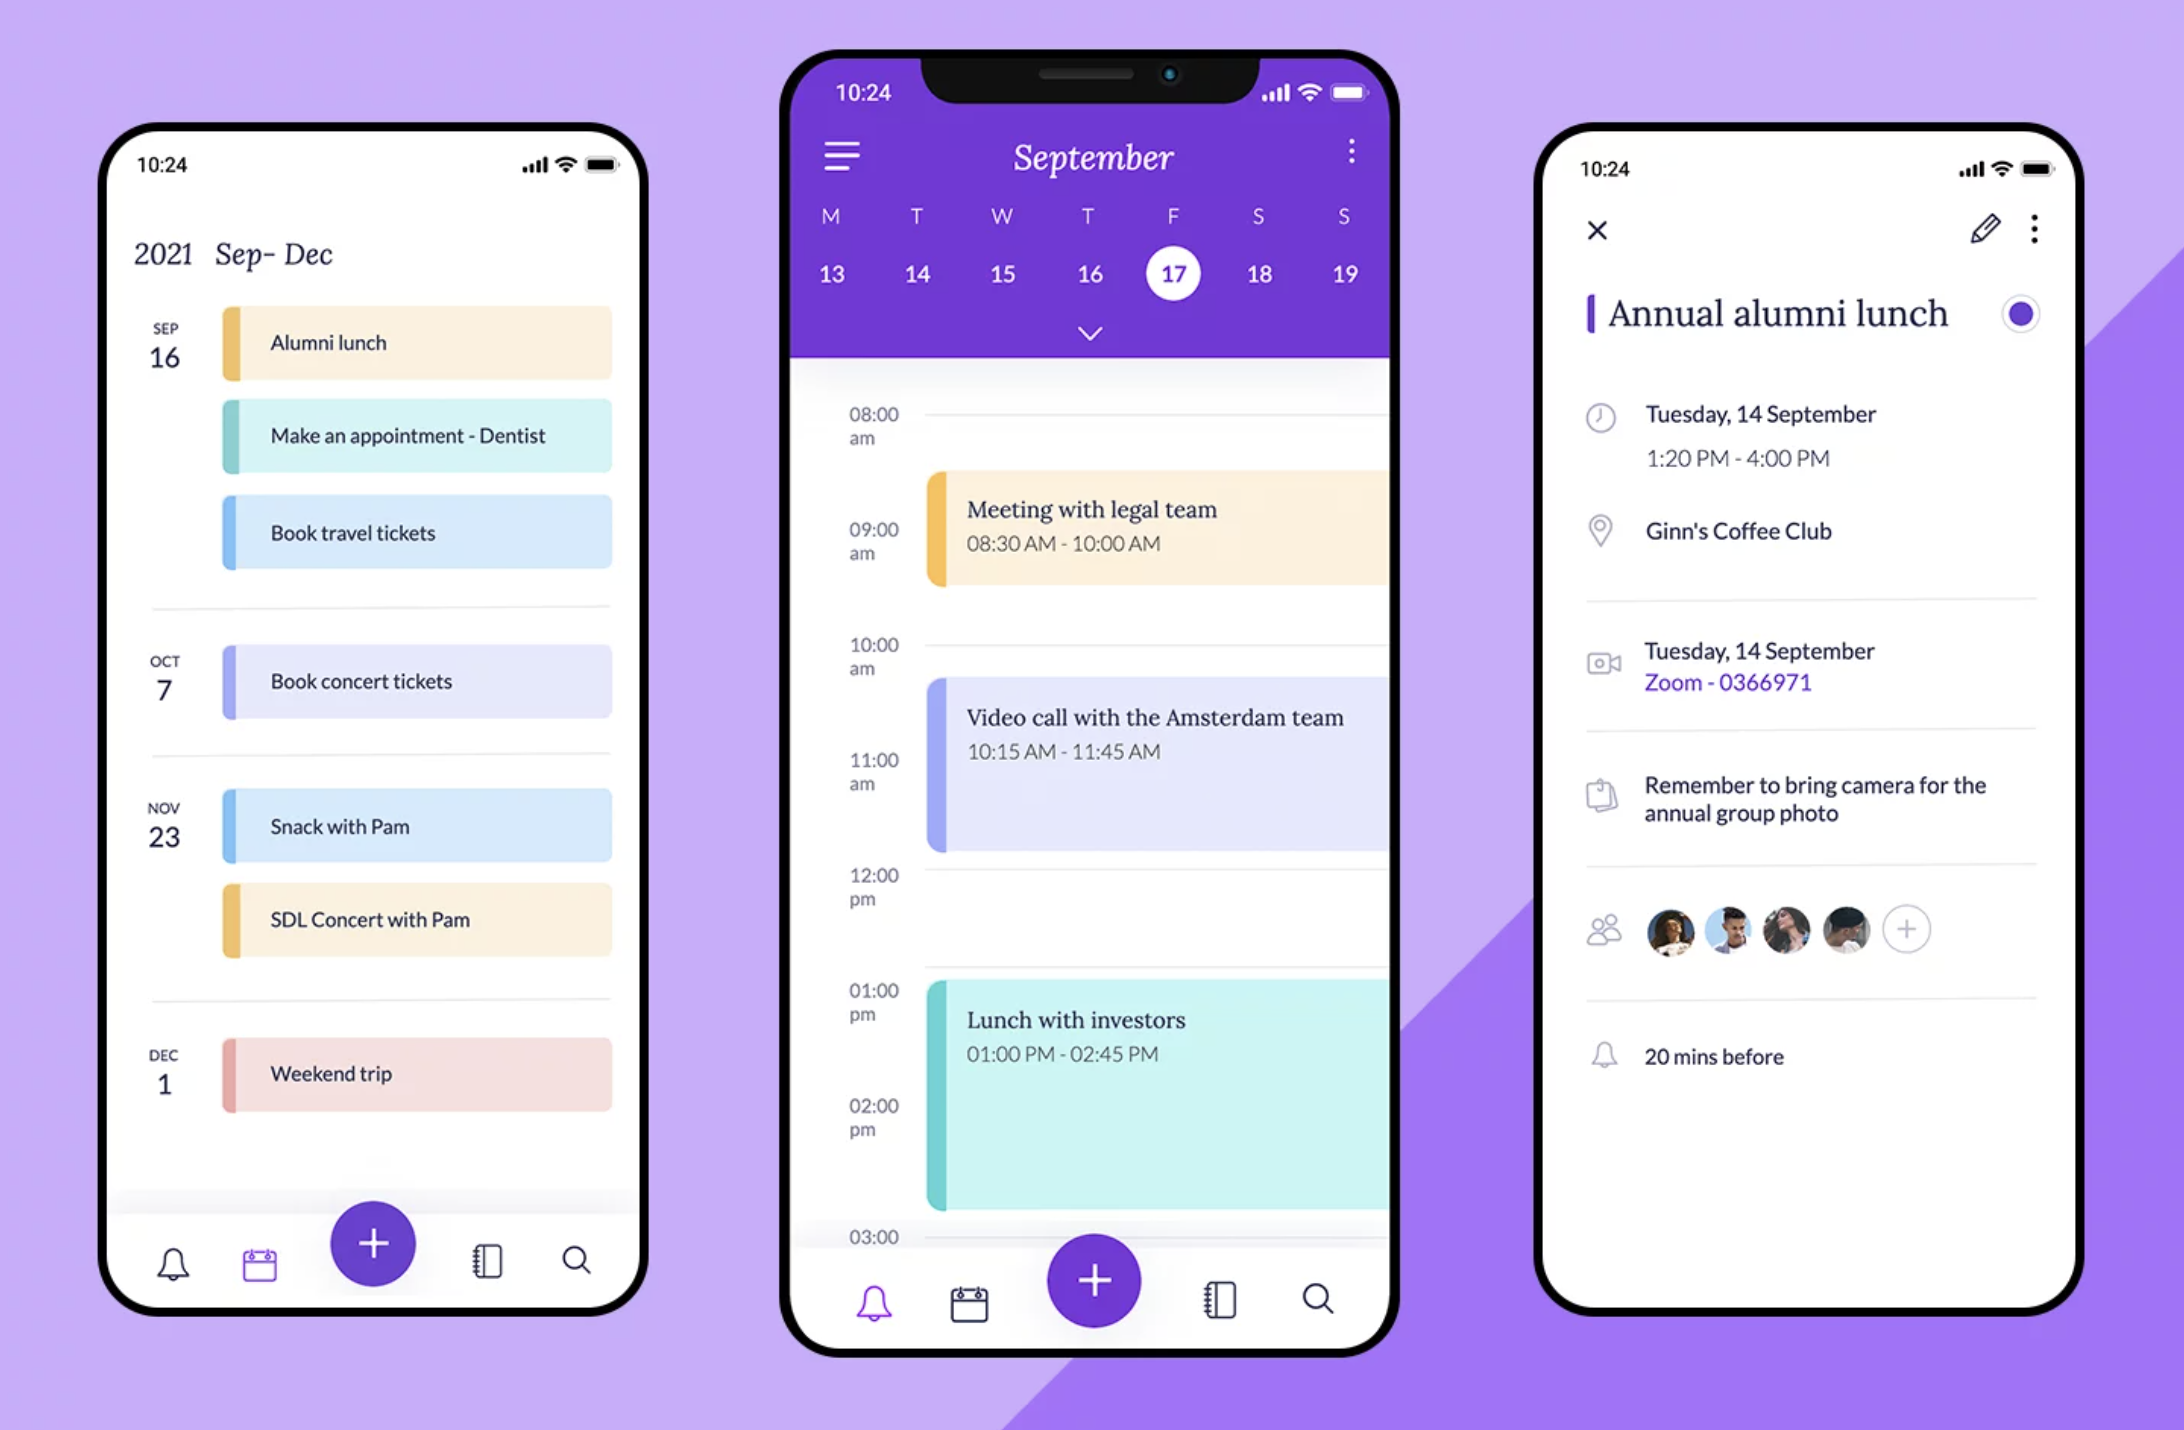 10:24
2021 Sep- Dec
SEP
16
Alumni lunch
Make an appointment - Dentist
Book travel tickets
OCT
7
Book concert tickets
NOV
23
Snack with Pam
SDL Concert with Pam
DEC
1
Weekend trip
10:24
September
M T W T F S S
13 14 15 16 17 18 19
08:00
am
Meeting with legal team
08:30 AM - 10:00 AM
09:00
am
10:00
am
Video call with the Amsterdam team
10:15 AM - 11:45 AM
11:00
am
12:00
pm
01:00
pm
Lunch with investors
01:00 PM - 02:45 PM
02:00
pm
03:00
10:24
Annual alumni lunch
Tuesday, 14 September
1:20 PM - 4:00 PM
Ginn's Coffee Club
Tuesday, 14 September
Zoom - 0366971
Remember to bring camera for the
annual group photo
20 mins before